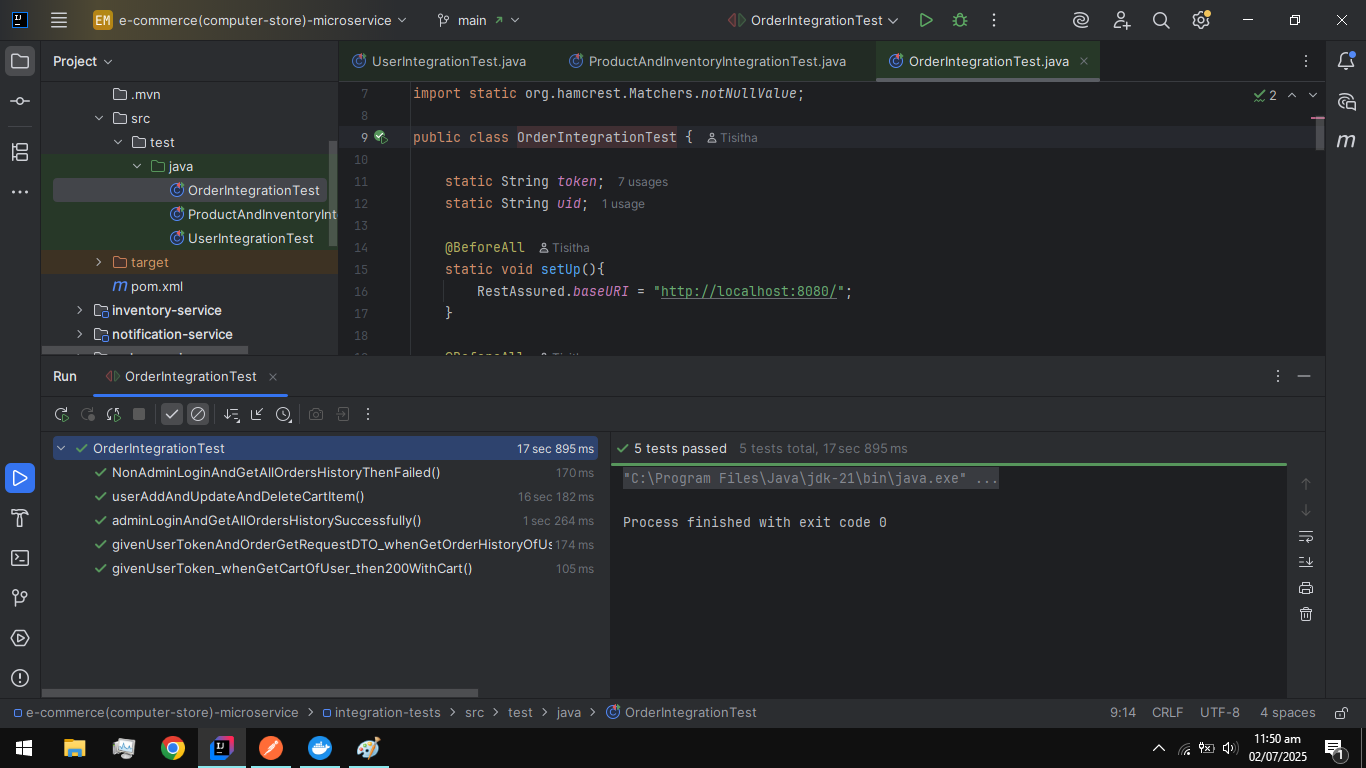 EM e-commerce(computer-store)-microservice main OrderIntegrationTest
Project
UserIntegrationTest.java ProductAndInventoryIntegrationTest.java OrderIntegrationTest.java
.mvn
src
test
java
OrderIntegrationTest
ProductAndInventoryInt
UserIntegrationTest
target
pom.xml
inventory-service
notification-service
7 import static org.hamcrest.Matchers.notNullValue;
2
8
9 public class OrderIntegrationTest { Tisitha
10
11 static String token; 7 usages
12 static String uid; 1 usage
13
14 @BeforeAll Tisitha
15 static void setUp(){
16 RestAssured.baseURI = "http://localhost:8080/";
17 }
18
Run OrderIntegrationTest
OrderIntegrationTest 17 sec 895 ms
NonAdminLoginAndGetAllOrdersHistoryThenFailed() 170 ms
userAddAndUpdateAndDeleteCartItem() 16 sec 182 ms
adminLoginAndGetAllOrdersHistorySuccessfully() 1 sec 264 ms
givenUserTokenAndOrderGetRequestDTO_whenGetOrderHistoryOfUs 174 ms
givenUserToken_whenGetCartOfUser_then200WithCart() 105 ms
5 tests passed 5 tests total, 17 sec 895 ms
"C:\Program Files\Java\jdk-21\bin\java.exe" ...
Process finished with exit code 0
e-commerce(computer-store)-microservice > integration-tests > src > test > java > OrderIntegrationTest 9:14 CRLF UTF-8 4 spaces
11:50 am
02/07/2025
1